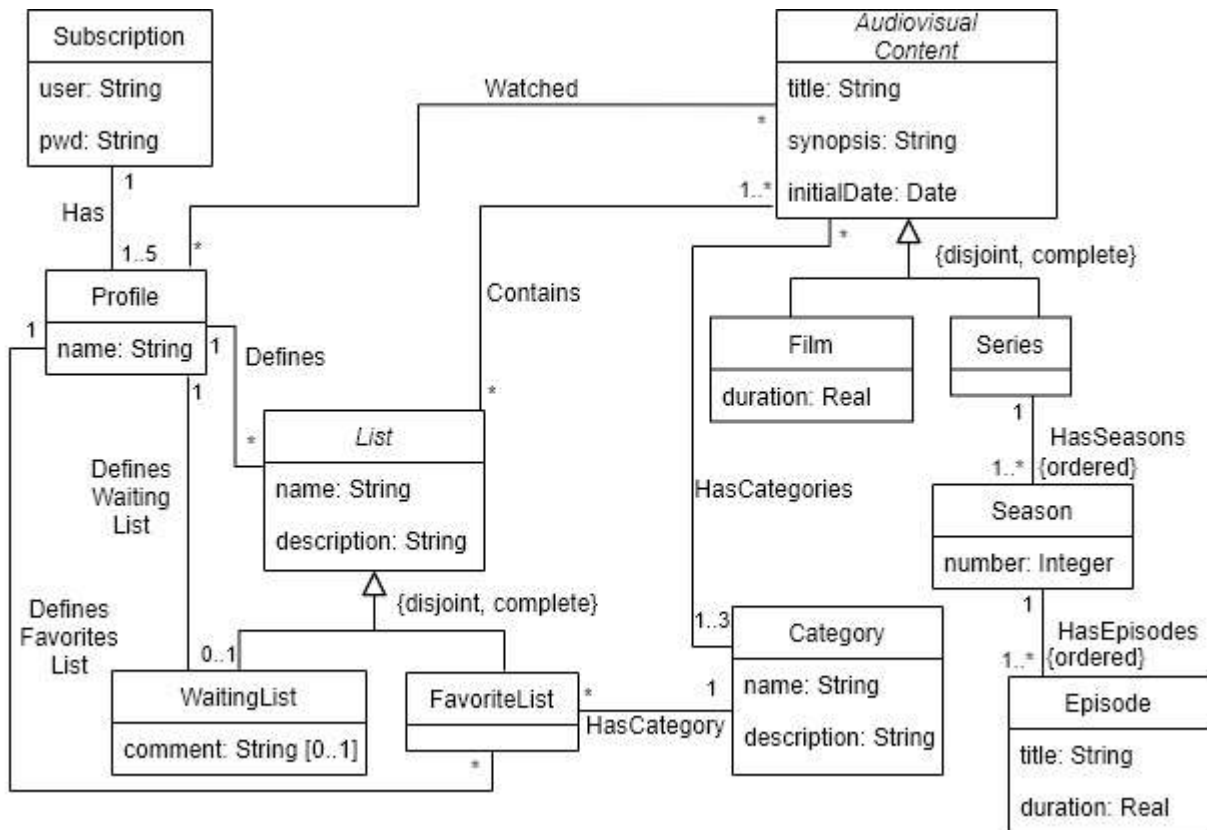 Subscription
user: String
pwd: String
1
Has
1..5
Profile
name: String
1
1
1
*
Watched
*
Audiovisual
Content
title: String
synopsis: String
initialDate: Date
1..*
*
{disjoint, complete}
Contains
*
Defines
*
List
name: String
description: String
{disjoint, complete}
Defines
Waiting
List
0..1
Defines
Favorites
List
WaitingList
comment: String [0..1]
FavoriteList
*
*
HasCategory
1
HasCategories
1..3
Category
name: String
description: String
Film
duration: Real
Series
1
HasSeasons
1..*
{ordered}
Season
number: Integer
1
HasEpisodes
1..*
{ordered}
Episode
title: String
duration: Real